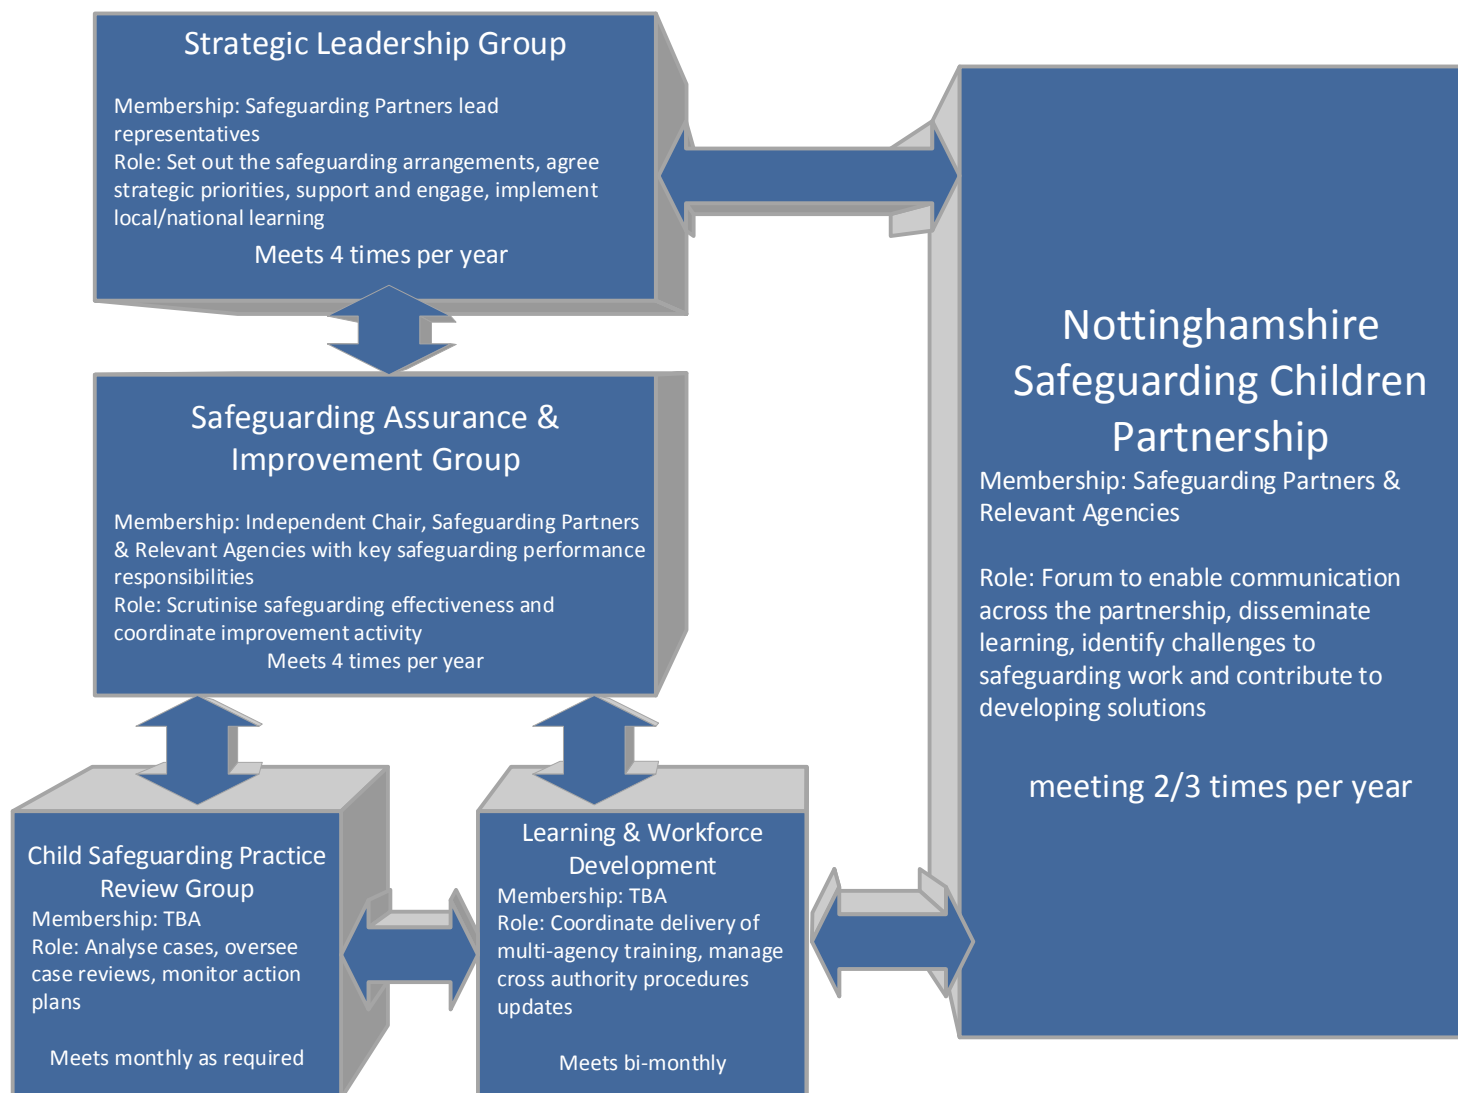 Strategic Leadership Group
Membership: Safeguarding Partners lead
representatives
Role: Set out the safeguarding arrangements, agree
strategic priorities, support and engage, implement
local/national learning
Meets 4 times per year
Safeguarding Assurance &
Improvement Group
Membership: Independent Chair, Safeguarding Partners
& Relevant Agencies with key safeguarding performance
responsibilities
Role: Scrutinise safeguarding effectiveness and
coordinate improvement activity
Meets 4 times per year
Child Safeguarding Practice
Review Group
Membership: TBA
Role: Analyse cases, oversee
case reviews, monitor action
plans
Meets monthly as required
Learning & Workforce
Development
Membership: TBA
Role: Coordinate delivery of
multi-agency training, manage
cross authority procedures
updates
Meets bi-monthly
Nottinghamshire
Safeguarding Children
Partnership
Membership: Safeguarding Partners &
Relevant Agencies
Role: Forum to enable communication
across the partnership, disseminate
learning, identify challenges to
safeguarding work and contribute to
developing solutions
meeting 2/3 times per year